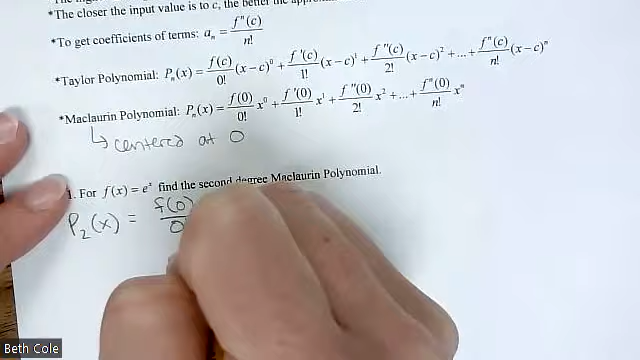 *The closer the input value is to c, the better the
*To get coefficients of terms: aₙ = fⁿ(c)/n!
*Taylor Polynomial: Pₙ(x) = f(c)/0! (x−c)⁰ + f'(c)/1! (x−c)¹ + f''(c)/2! (x−c)² + ... + fⁿ(c)/n! (x−c)ⁿ
*Maclaurin Polynomial: Pₙ(x) = f(0)/0! x⁰ + f'(0)/1! x¹ + f''(0)/2! x² + ... + fⁿ(0)/n! xⁿ
↳ centered at 0
1. For f(x) = eˣ find the second degree Maclaurin Polynomial.
P₂(x) = f(0)/0
Beth Cole